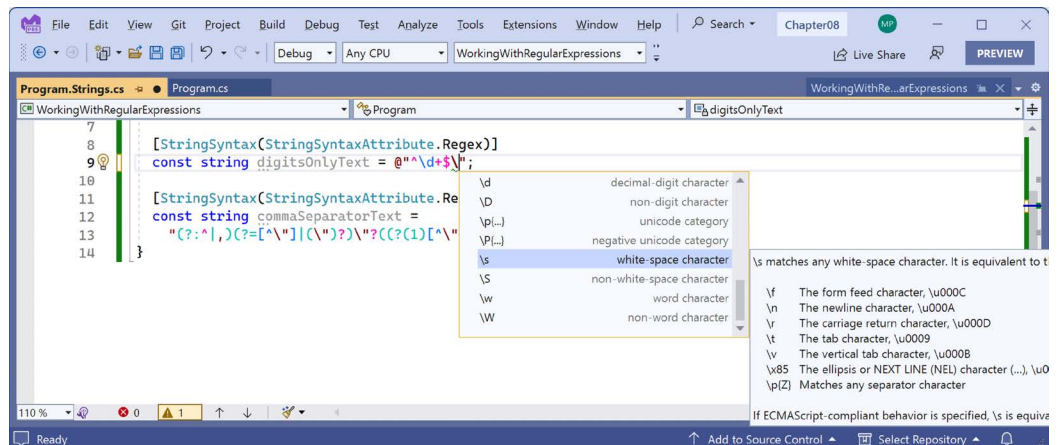 File Edit View Git Project Build Debug Test Analyze Tools Extensions Window Help Search Chapter08 MP
Debug Any CPU WorkingWithRegularExpressions Live Share PREVIEW
Program.Strings.cs Program.cs WorkingWithRe...arExpressions
WorkingWithRegularExpressions Program digitsOnlyText
7
8 [StringSyntax(StringSyntaxAttribute.Regex)]
9 const string digitsOnlyText = @"^\d+$\";
10
11 [StringSyntax(StringSyntaxAttribute.Re
12 const string commaSeparatorText =
13 "(?:^|,)(?=[^\"]|(\")?)\"?((?(1)[^\"
14 }
\d decimal-digit character
\D non-digit character
\p{...} unicode category
\P{...} negative unicode category
\s white-space character
\S non-white-space character
\w word character
\W non-word character
\s matches any white-space character. It is equivalent to t
\f The form feed character, \u000C
\n The newline character, \u000A
\r The carriage return character, \u000D
\t The tab character, \u0009
\v The vertical tab character, \u000B
\x85 The ellipsis or NEXT LINE (NEL) character (...), \u0
\p{Z} Matches any separator character
If ECMAScript-compliant behavior is specified, \s is equiva
110 % 0 1
Ready Add to Source Control Select Repository